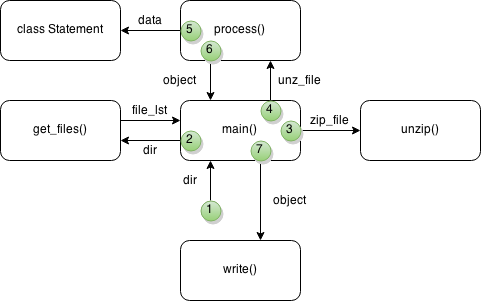 data
class Statement
5
process()
6
object
unz_file
file_lst
4
zip_file
get_files()
2
main()
3
unzip()
dir
7
dir
object
1
write()